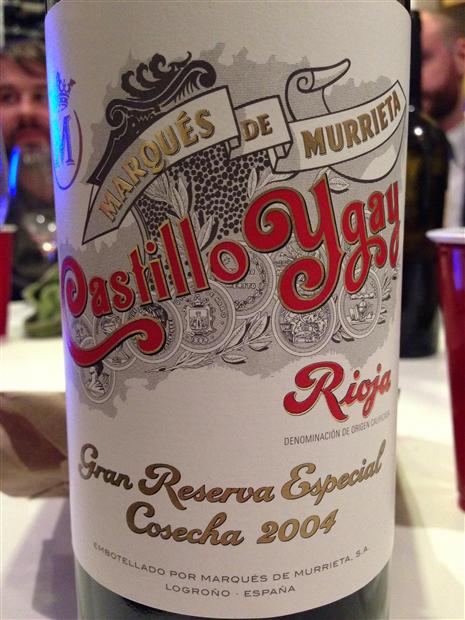 M
MARQUÉS DE MURRIETA
Castillo Ygay
Rioja
DENOMINACIÓN DE ORIGEN CALIFICADA
Gran Reserva Especial
Cosecha 2004
EMBOTELLADO POR MARQUÉS DE MURRIETA, S.A.
LOGROÑO - ESPAÑA